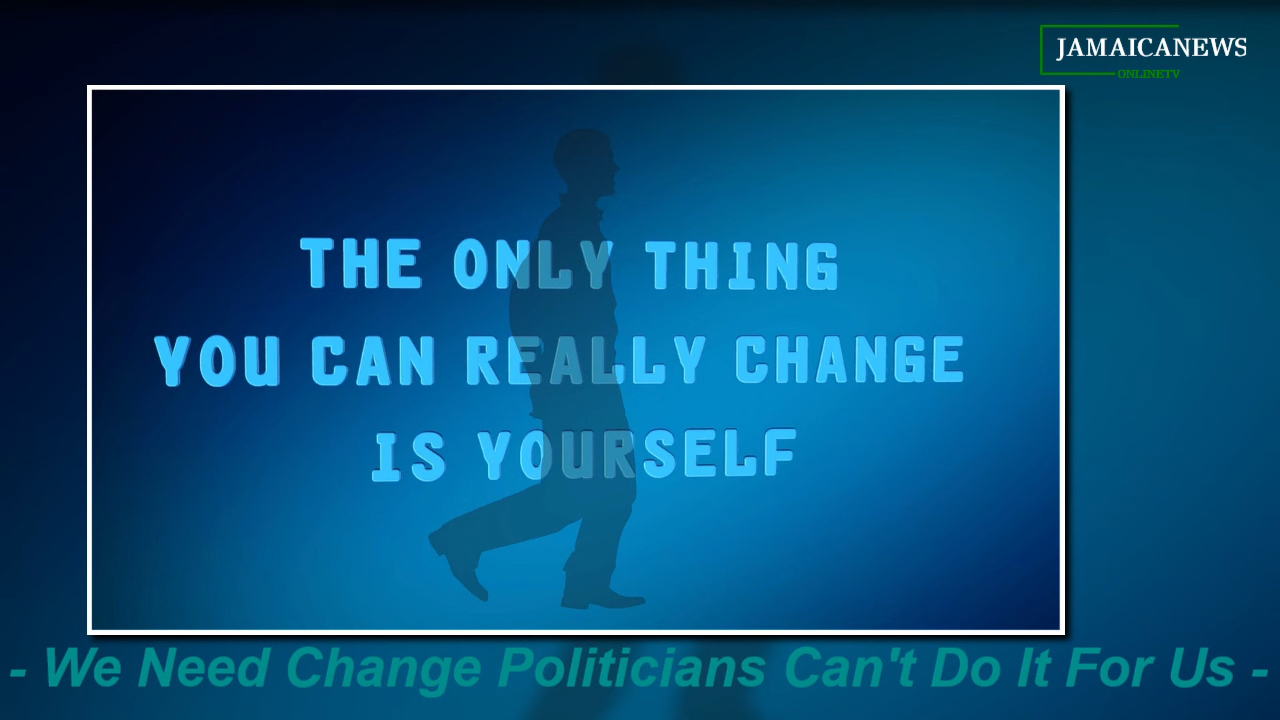 JAMAICANEWS
ONLINETV
THE ONLY THING
YOU CAN REALLY CHANGE
IS YOURSELF
- We Need Change Politicians Can't Do It For Us -